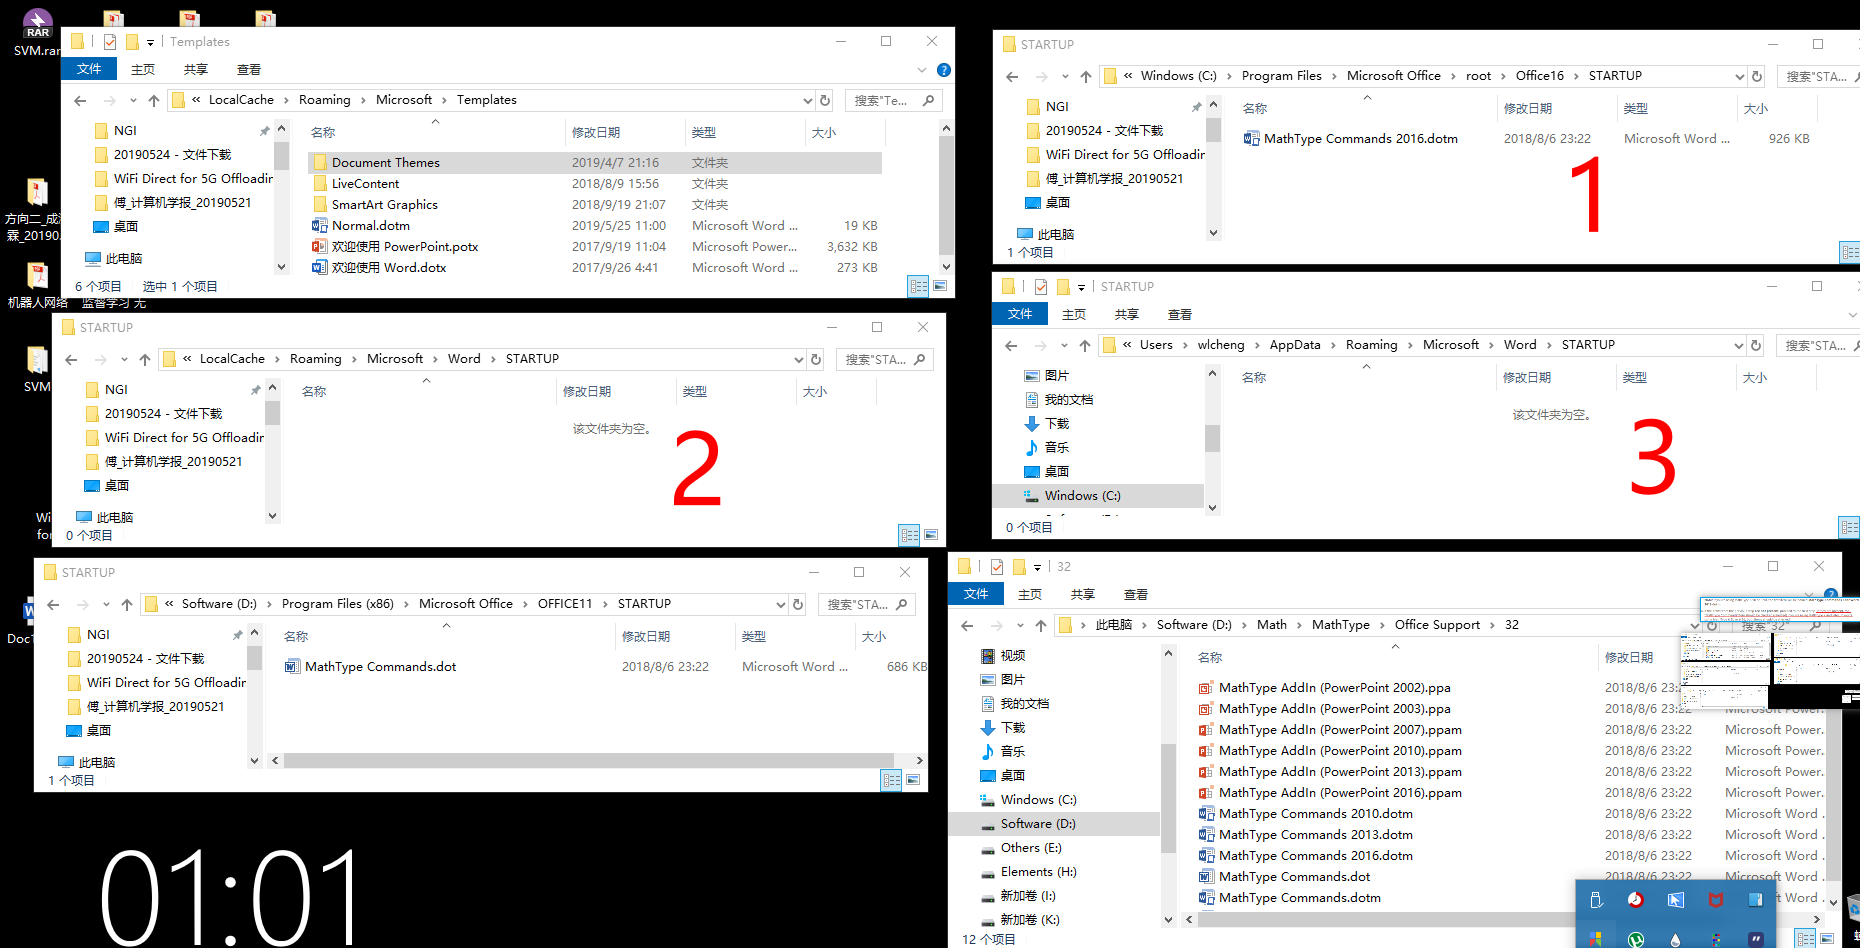 SVM.rar
方向二_成
霖_20190
机器人网络
监督学习 无
SVM
Templates
文件 主页 共享 查看
« LocalCache › Roaming › Microsoft › Templates
搜索"Te...
NGI
20190524 - 文件下载
WiFi Direct for 5G Offloadin
傅_计算机学报_20190521
桌面
此电脑
名称 修改日期 类型 大小
Document Themes 2019/4/7 21:16 文件夹
LiveContent 2018/8/9 15:56 文件夹
SmartArt Graphics 2018/9/19 21:07 文件夹
Normal.dotm 2019/5/25 11:00 Microsoft Word ... 19 KB
欢迎使用 PowerPoint.potx 2017/9/19 11:04 Microsoft Power... 3,632 KB
欢迎使用 Word.dotx 2017/9/26 4:41 Microsoft Word ... 273 KB
6 个项目 选中 1 个项目
STARTUP
« Windows (C:) › Program Files › Microsoft Office › root › Office16 › STARTUP
搜索"STA...
NGI
20190524 - 文件下载
WiFi Direct for 5G Offloadin
傅_计算机学报_20190521
桌面
此电脑
名称 修改日期 类型 大小
MathType Commands 2016.dotm 2018/8/6 23:22 Microsoft Word ... 926 KB
1
1 个项目
STARTUP
« LocalCache › Roaming › Microsoft › Word › STARTUP
搜索"STA...
NGI
20190524 - 文件下载
WiFi Direct for 5G Offloadin
傅_计算机学报_20190521
桌面
此电脑
名称 修改日期 类型 大小
该文件夹为空。
2
0 个项目
STARTUP
文件 主页 共享 查看
« Users › wlcheng › AppData › Roaming › Microsoft › Word › STARTUP
搜索"STA...
图片
我的文档
下载
音乐
桌面
Windows (C:)
名称 修改日期 类型 大小
该文件夹为空。
3
0 个项目
Wi
for
STARTUP
« Software (D:) › Program Files (x86) › Microsoft Office › OFFICE11 › STARTUP
搜索"STA...
NGI
20190524 - 文件下载
WiFi Direct for 5G Offloadin
傅_计算机学报_20190521
桌面
此电脑
名称 修改日期 类型 大小
MathType Commands.dot 2018/8/6 23:22 Microsoft Word ... 686 KB
1 个项目
32
文件 主页 共享 查看
› 此电脑 › Software (D:) › Math › MathType › Office Support › 32
搜索"32"
视频
图片
我的文档
下载
音乐
桌面
Windows (C:)
Software (D:)
Others (E:)
Elements (H:)
新加卷 (I:)
新加卷 (K:)
名称 修改日期
MathType AddIn (PowerPoint 2002).ppa 2018/8/6 23:2
MathType AddIn (PowerPoint 2003).ppa 2018/8/6 23:22 Microsoft Power...
MathType AddIn (PowerPoint 2007).ppam 2018/8/6 23:22 Microsoft Power...
MathType AddIn (PowerPoint 2010).ppam 2018/8/6 23:22 Microsoft Power...
MathType AddIn (PowerPoint 2013).ppam 2018/8/6 23:22 Microsoft Power...
MathType AddIn (PowerPoint 2016).ppam 2018/8/6 23:22 Microsoft Power...
MathType Commands 2010.dotm 2018/8/6 23:22 Microsoft Word ...
MathType Commands 2013.dotm 2018/8/6 23:22 Microsoft Word ...
MathType Commands 2016.dotm 2018/8/6 23:22 Microsoft Word ...
MathType Commands.dot 2018/8/6 23:22 Microsoft Word ...
MathType Commands.dotm
12 个项目
01:01